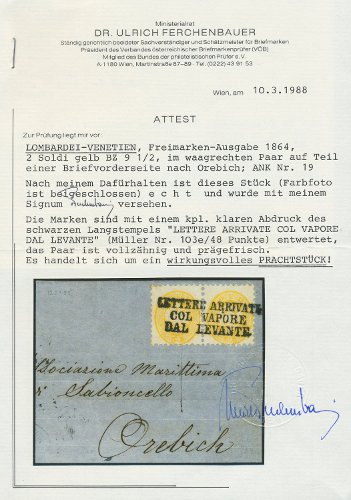 Ministerialrat
DR. ULRICH FERCHENBAUER
Ständig gerichtlich beeideter Sachverständiger und Schätzmeister für Briefmarken
Präsident des Verbandes österreichischer Briefmarkenprüfer (VÖB)
Mitglied des Bundes der philatelistischen Prüfer e.V.
A-1180 Wien, Martinstraße 87-89 - Tel. (0222) 43 91 53
Wien, am 10.3.1988
ATTEST
Zur Prüfung liegt mir vor:
LOMBARDEI-VENETIEN, Freimarken-Ausgabe 1864,
2 Soldi gelb BZ 9 1/2, im waagrechten Paar auf Teil
einer Briefvorderseite nach Orebich; ANK Nr. 19
Nach meinem Dafürhalten ist dieses Stück (Farbfoto
ist beigeschlossen) e c h t und wurde mit meinem
Signum versehen.
Die Marken sind mit einem kpl. klaren Abdruck des
schwarzen Langstempels "LETTERE ARRIVATE COL VAPORE
DAL LEVANTE" (Müller Nr. 103e/48 Punkte) entwertet,
das Paar ist vollzähnig und prägefrisch.
Es handelt sich um ein wirkungsvolles PRACHTSTÜCK!
LETTERE ARRIVATE
COL VAPORE
DAL LEVANTE
Sociazione Marittima
Sabioncello
Orebich